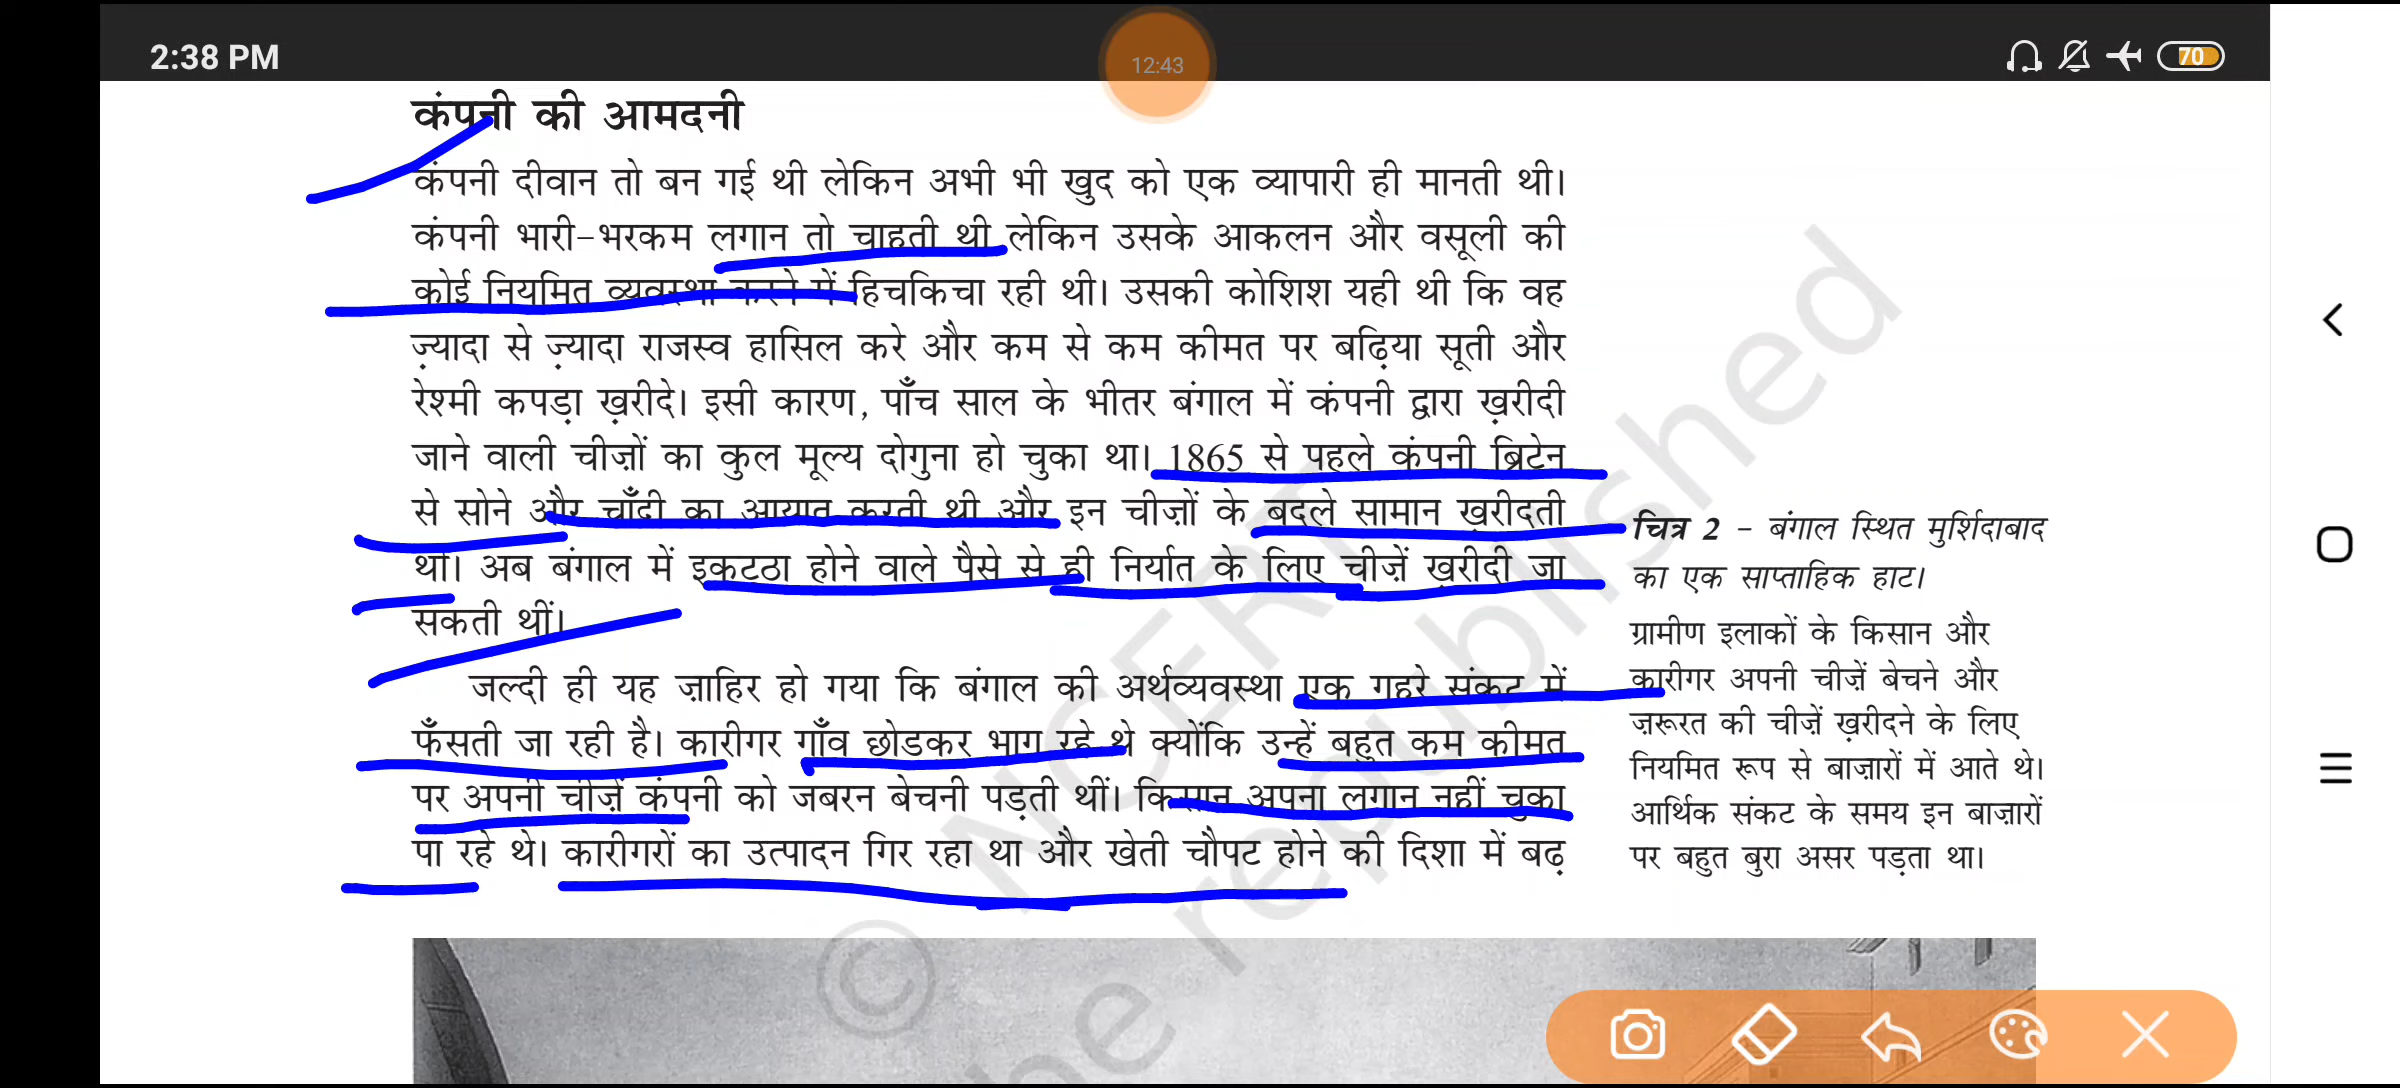 2:38 PM
12:43
70
कंपनी की आमदनी
कंपनी दीवान तो बन गई थी लेकिन अभी भी खुद को एक व्यापारी ही मानती थी।
कंपनी भारी-भरकम लगान तो चाहती थी लेकिन उसके आकलन और वसूली की
कोई नियमित व्यवस्था करने में हिचकिचा रही थी। उसकी कोशिश यही थी कि वह
ज़्यादा से ज़्यादा राजस्व हासिल करे और कम से कम कीमत पर बढ़िया सूती और
रेश्मी कपड़ा ख़रीदे। इसी कारण, पाँच साल के भीतर बंगाल में कंपनी द्वारा ख़रीदी
जाने वाली चीज़ों का कुल मूल्य दोगुना हो चुका था। 1865 से पहले कंपनी ब्रिटेन
से सोने और चाँदी का आयात करती थी और इन चीज़ों के बदले सामान ख़रीदती
थी। अब बंगाल में इकटठा होने वाले पैसे से ही निर्यात के लिए चीज़ें ख़रीदी जा
सकती थीं।
जल्दी ही यह ज़ाहिर हो गया कि बंगाल की अर्थव्यवस्था एक गहरे संकट में
फँसती जा रही है। कारीगर गाँव छोडकर भाग रहे थे क्योंकि उन्हें बहुत कम कीमत
पर अपनी चीज़ें कंपनी को जबरन बेचनी पड़ती थीं। किसान अपना लगान नहीं चुका
पा रहे थे। कारीगरों का उत्पादन गिर रहा था और खेती चौपट होने की दिशा में बढ़
चित्र 2 – बंगाल स्थित मुर्शिदाबाद
का एक साप्ताहिक हाट।
ग्रामीण इलाकों के किसान और
कारीगर अपनी चीज़ें बेचने और
ज़रूरत की चीज़ें ख़रीदने के लिए
नियमित रूप से बाज़ारों में आते थे।
आर्थिक संकट के समय इन बाज़ारों
पर बहुत बुरा असर पड़ता था।
© NCERT
he republished